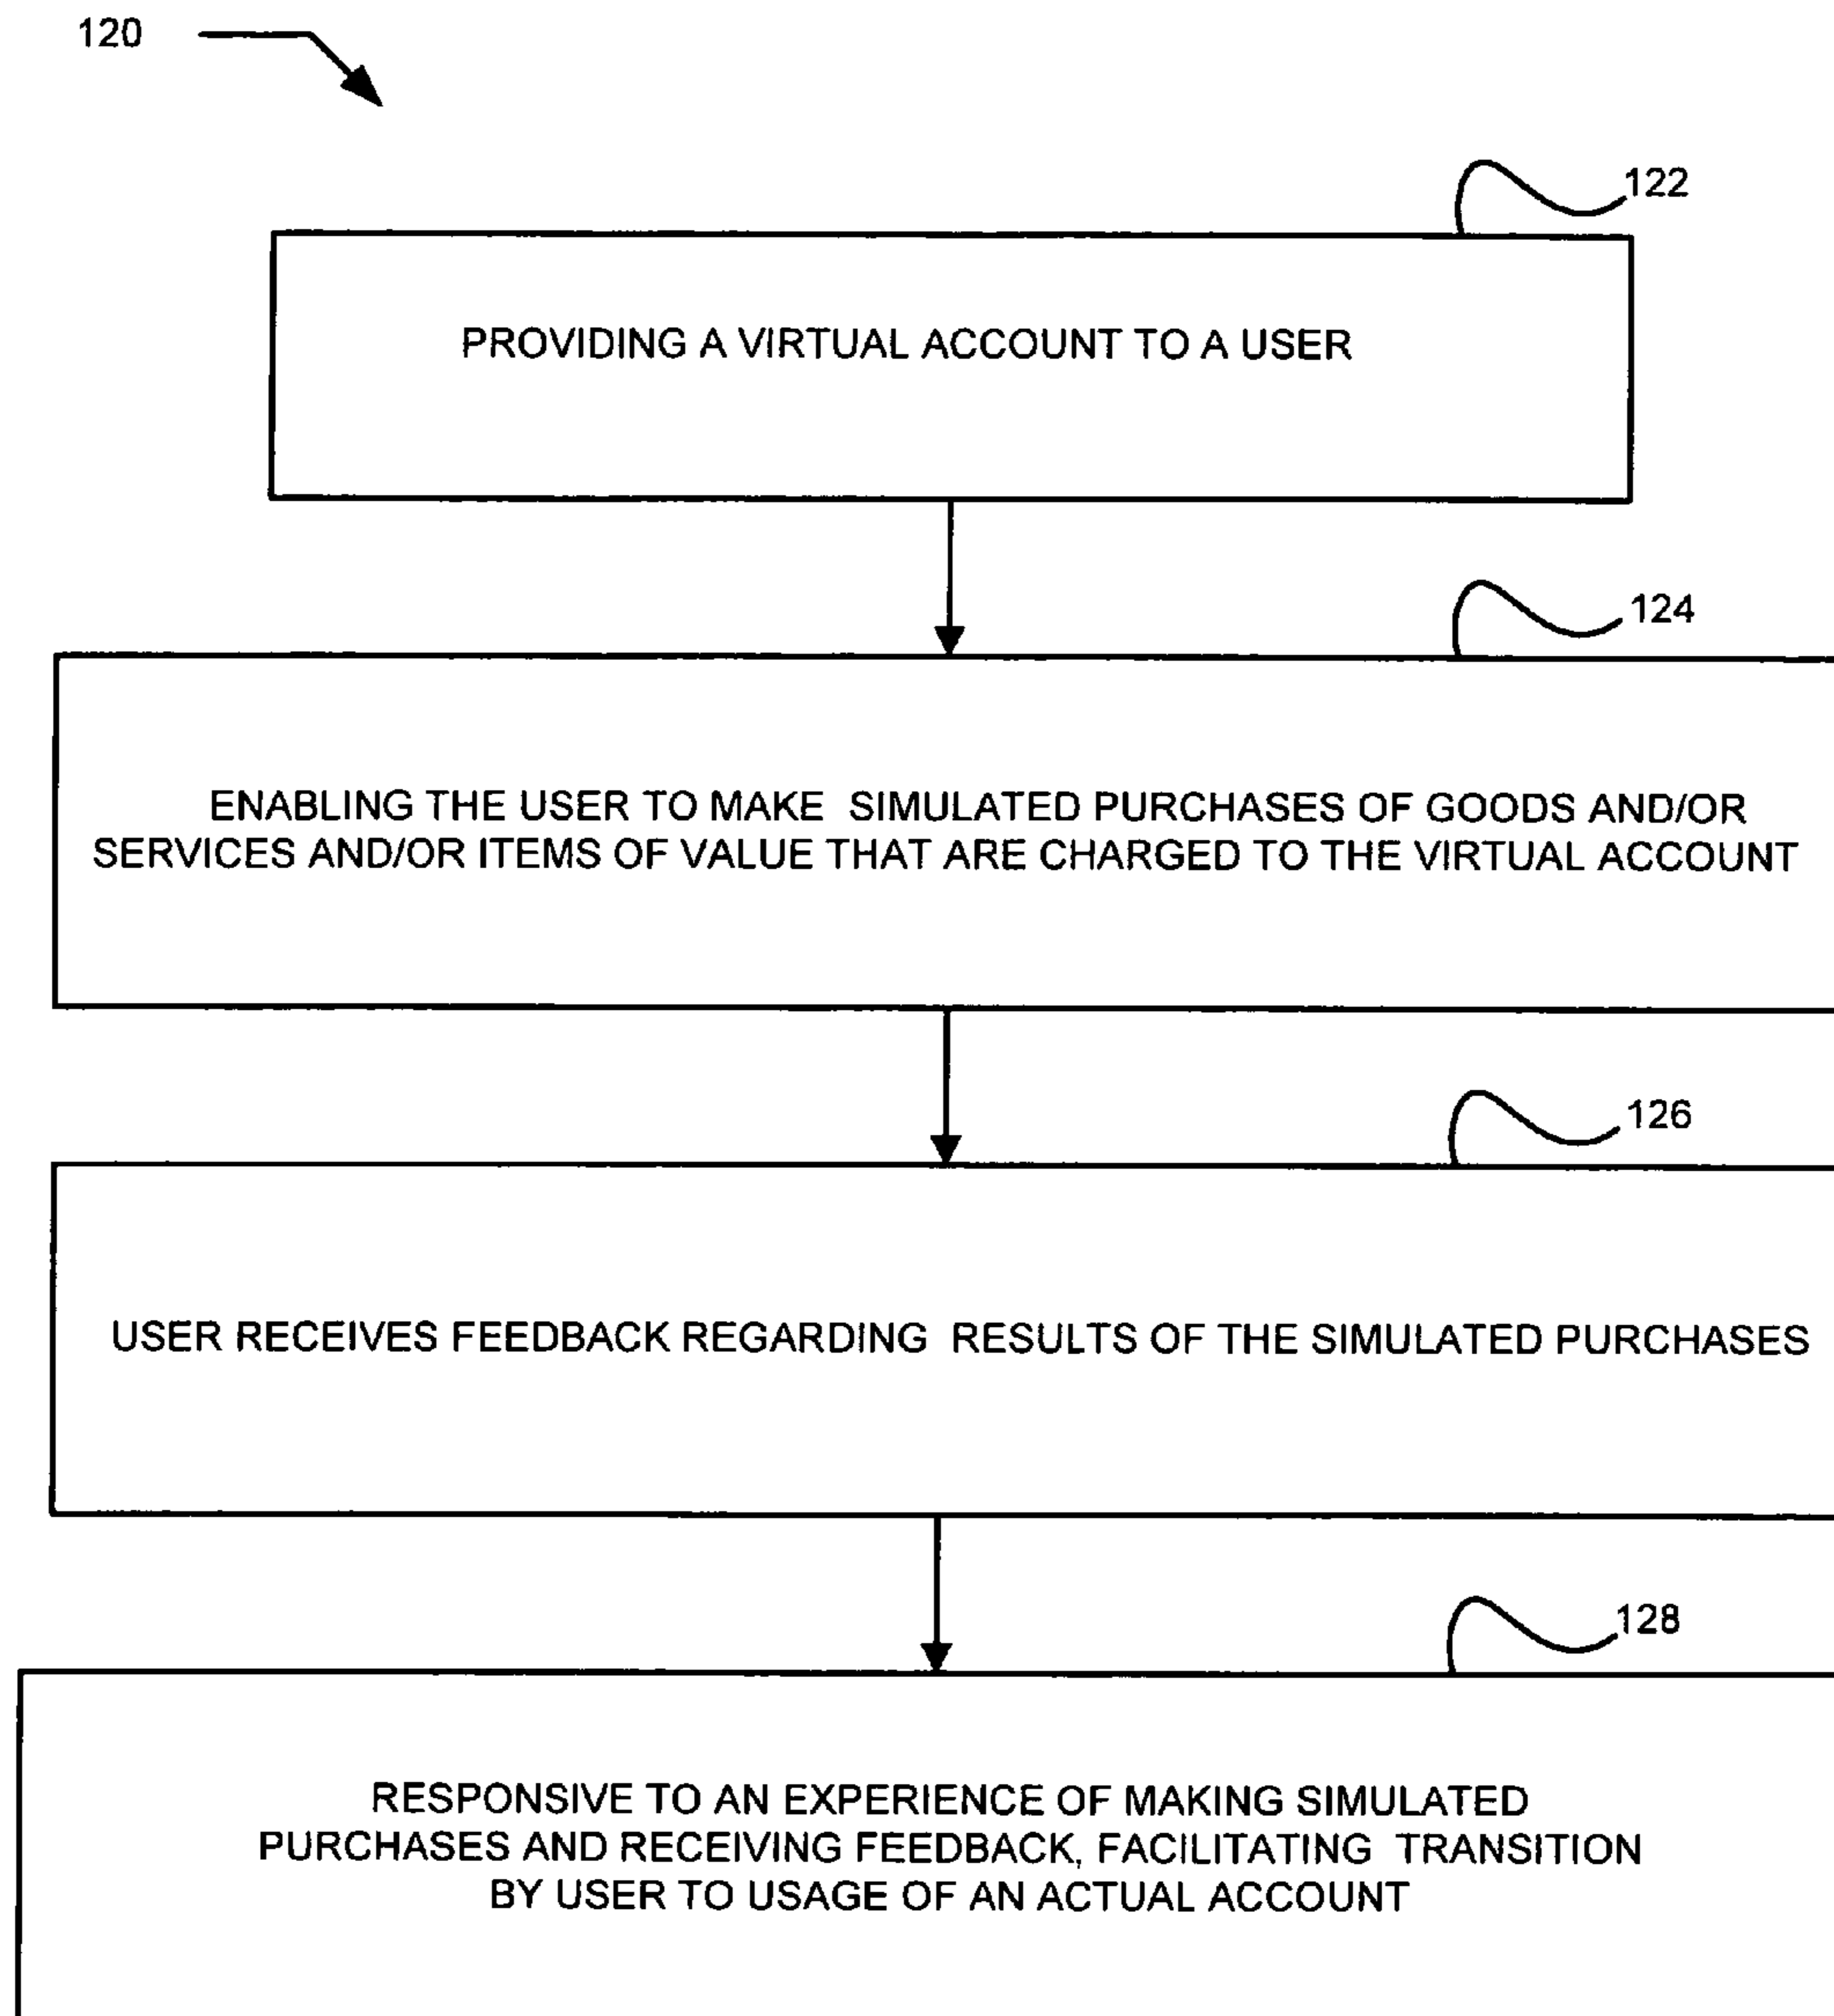 120
122
PROVIDING A VIRTUAL ACCOUNT TO A USER
124
ENABLING THE USER TO MAKE SIMULATED PURCHASES OF GOODS AND/OR
SERVICES AND/OR ITEMS OF VALUE THAT ARE CHARGED TO THE VIRTUAL ACCOUNT
126
USER RECEIVES FEEDBACK REGARDING RESULTS OF THE SIMULATED PURCHASES
128
RESPONSIVE TO AN EXPERIENCE OF MAKING SIMULATED
PURCHASES AND RECEIVING FEEDBACK, FACILITATING TRANSITION
BY USER TO USAGE OF AN ACTUAL ACCOUNT